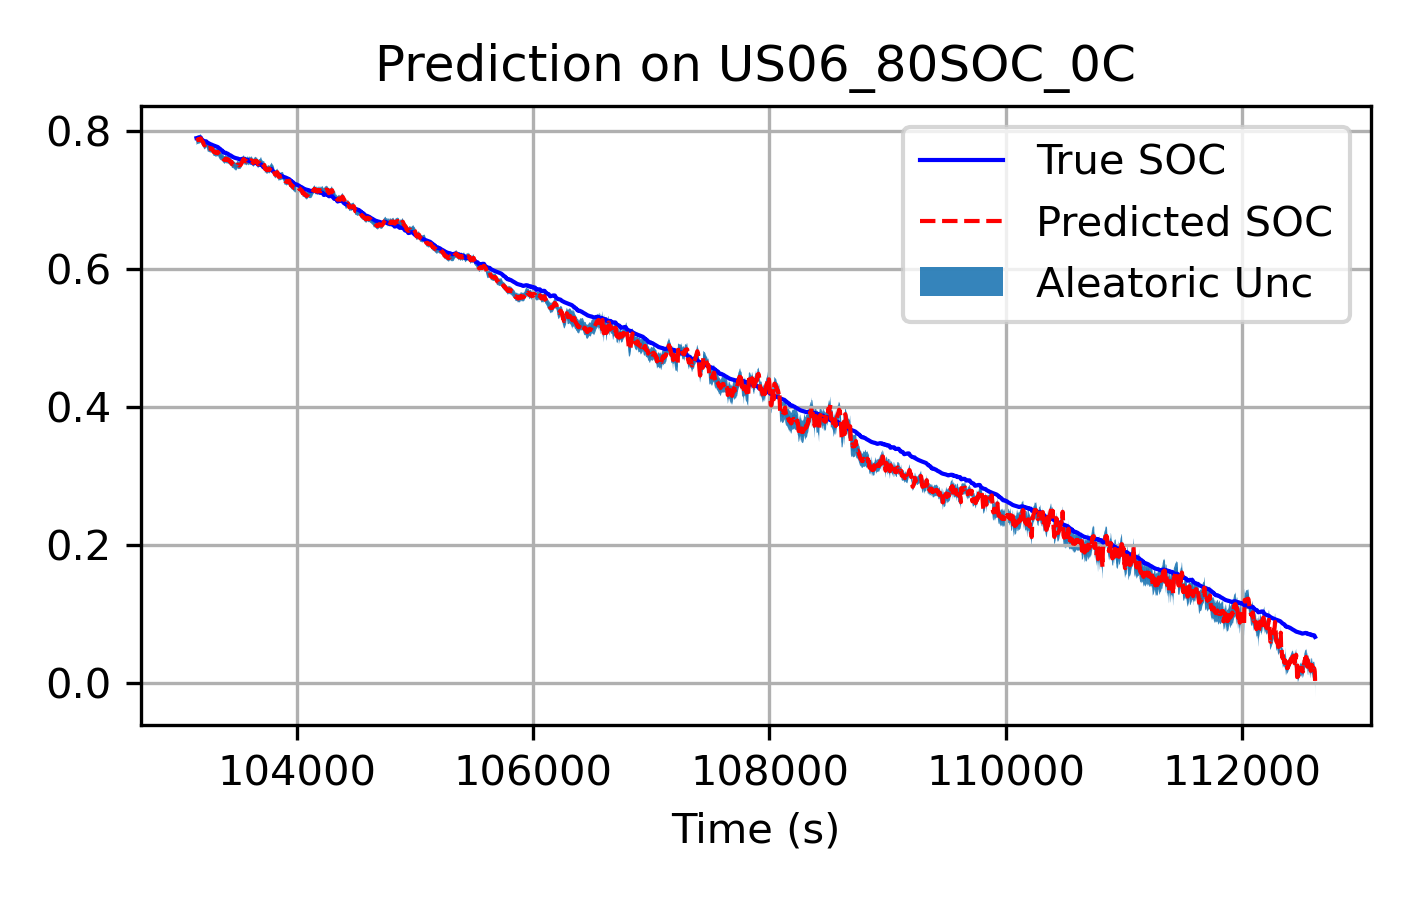 Prediction on US06_80SOC_0C
True SOC
Predicted SOC
Aleatoric Unc
0.8
0.6
0.4
0.2
0.0
104000 106000 108000 110000 112000
Time (s)